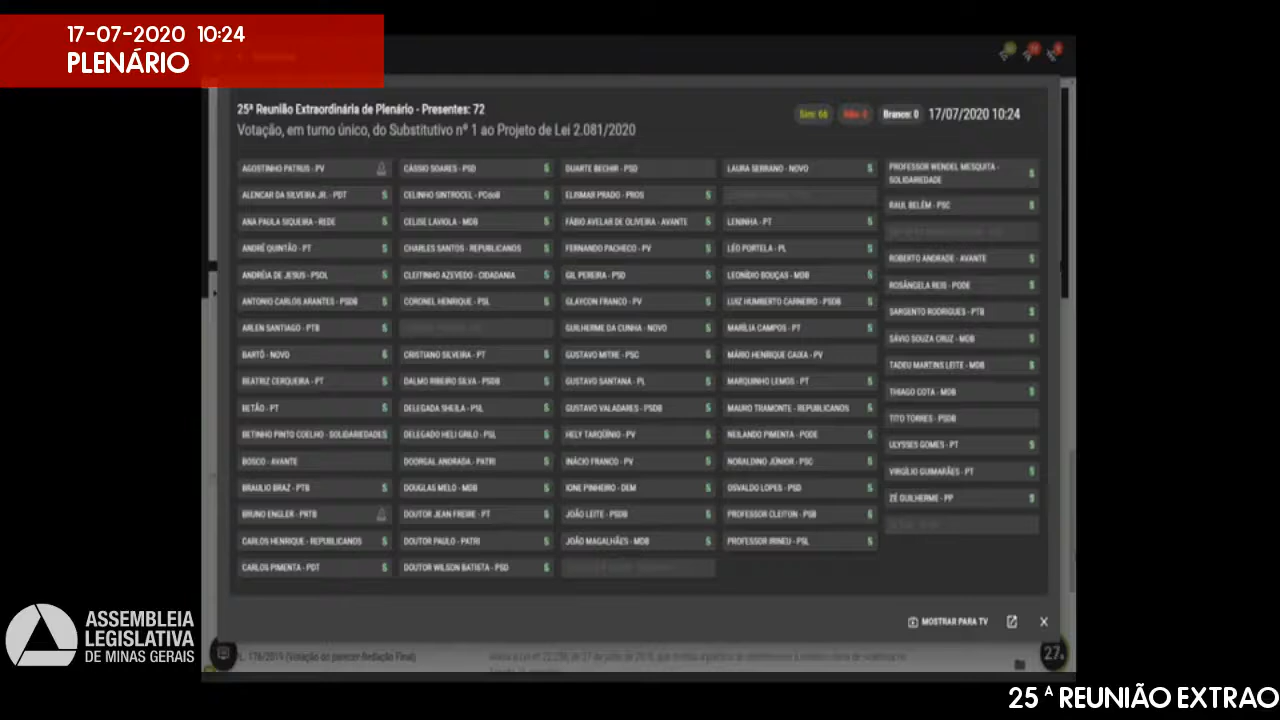 17-07-2020 10:24
PLENÁRIO
25ª Reunião Extraordinária de Plenário - Presentes: 72
Sim: 66
Branco: 0
17/07/2020 10:24
Votação, em turno único, do Substitutivo nº 1 ao Projeto de Lei 2.081/2020
AGOSTINHO PATRUS - PV
ALENCAR DA SILVEIRA JR. - PDT S
ANA PAULA SIQUEIRA - REDE S
ANDRÉ QUINTÃO - PT S
ANDRÉIA DE JESUS - PSOL S
ANTONIO CARLOS ARANTES - PSDB S
ARLEN SANTIAGO - PTB S
BARTÔ - NOVO S
BEATRIZ CERQUEIRA - PT S
BETÃO - PT S
BETINHO PINTO COELHO - SOLIDARIEDADE S
BOSCO - AVANTE
BRAULIO BRAZ - PTB S
BRUNO ENGLER - PRTB
CARLOS HENRIQUE - REPUBLICANOS S
CARLOS PIMENTA - PDT S
CÁSSIO SOARES - PSD S
CELINHO SINTROCEL - PCdoB S
CELISE LAVIOLA - MDB S
CHARLES SANTOS - REPUBLICANOS S
CLEITINHO AZEVEDO - CIDADANIA S
CORONEL HENRIQUE - PSL S
CRISTIANO SILVEIRA - PT S
DALMO RIBEIRO SILVA - PSDB S
DELEGADA SHEILA - PSL S
DELEGADO HELI GRILO - PSL S
DOORGAL ANDRADA - PATRI S
DOUGLAS MELO - MDB S
DOUTOR JEAN FREIRE - PT S
DOUTOR PAULO - PATRI S
DOUTOR WILSON BATISTA - PSD S
DUARTE BECHIR - PSD
ELISMAR PRADO - PROS S
FÁBIO AVELAR DE OLIVEIRA - AVANTE S
FERNANDO PACHECO - PV S
GIL PEREIRA - PSD S
GLAYCON FRANCO - PV S
GUILHERME DA CUNHA - NOVO S
GUSTAVO MITRE - PSC S
GUSTAVO SANTANA - PL S
GUSTAVO VALADARES - PSDB S
HELY TARQÜÍNIO - PV S
INÁCIO FRANCO - PV S
IONE PINHEIRO - DEM S
JOÃO LEITE - PSDB S
JOÃO MAGALHÃES - MDB S
LAURA SERRANO - NOVO S
LENINHA - PT S
LÉO PORTELA - PL S
LEONÍDIO BOUÇAS - MDB S
LUIZ HUMBERTO CARNEIRO - PSDB S
MARÍLIA CAMPOS - PT S
MÁRIO HENRIQUE CAIXA - PV
MARQUINHO LEMOS - PT S
MAURO TRAMONTE - REPUBLICANOS S
NEILANDO PIMENTA - PODE S
NORALDINO JÚNIOR - PSC S
OSVALDO LOPES - PSD S
PROFESSOR CLEITON - PSB S
PROFESSOR IRINEU - PSL S
PROFESSOR WENDEL MESQUITA -
SOLIDARIEDADE S
RAUL BELÉM - PSC S
ROBERTO ANDRADE - AVANTE S
ROSÂNGELA REIS - PODE S
SARGENTO RODRIGUES - PTB S
SÁVIO SOUZA CRUZ - MDB S
TADEU MARTINS LEITE - MDB S
THIAGO COTA - MDB S
TITO TORRES - PSDB
ULYSSES GOMES - PT S
VIRGÍLIO GUIMARÃES - PT S
ZÉ GUILHERME - PP S
MOSTRAR PARA TV
X
27
ASSEMBLEIA
LEGISLATIVA
DE MINAS GERAIS
25ª REUNIÃO EXTRAO